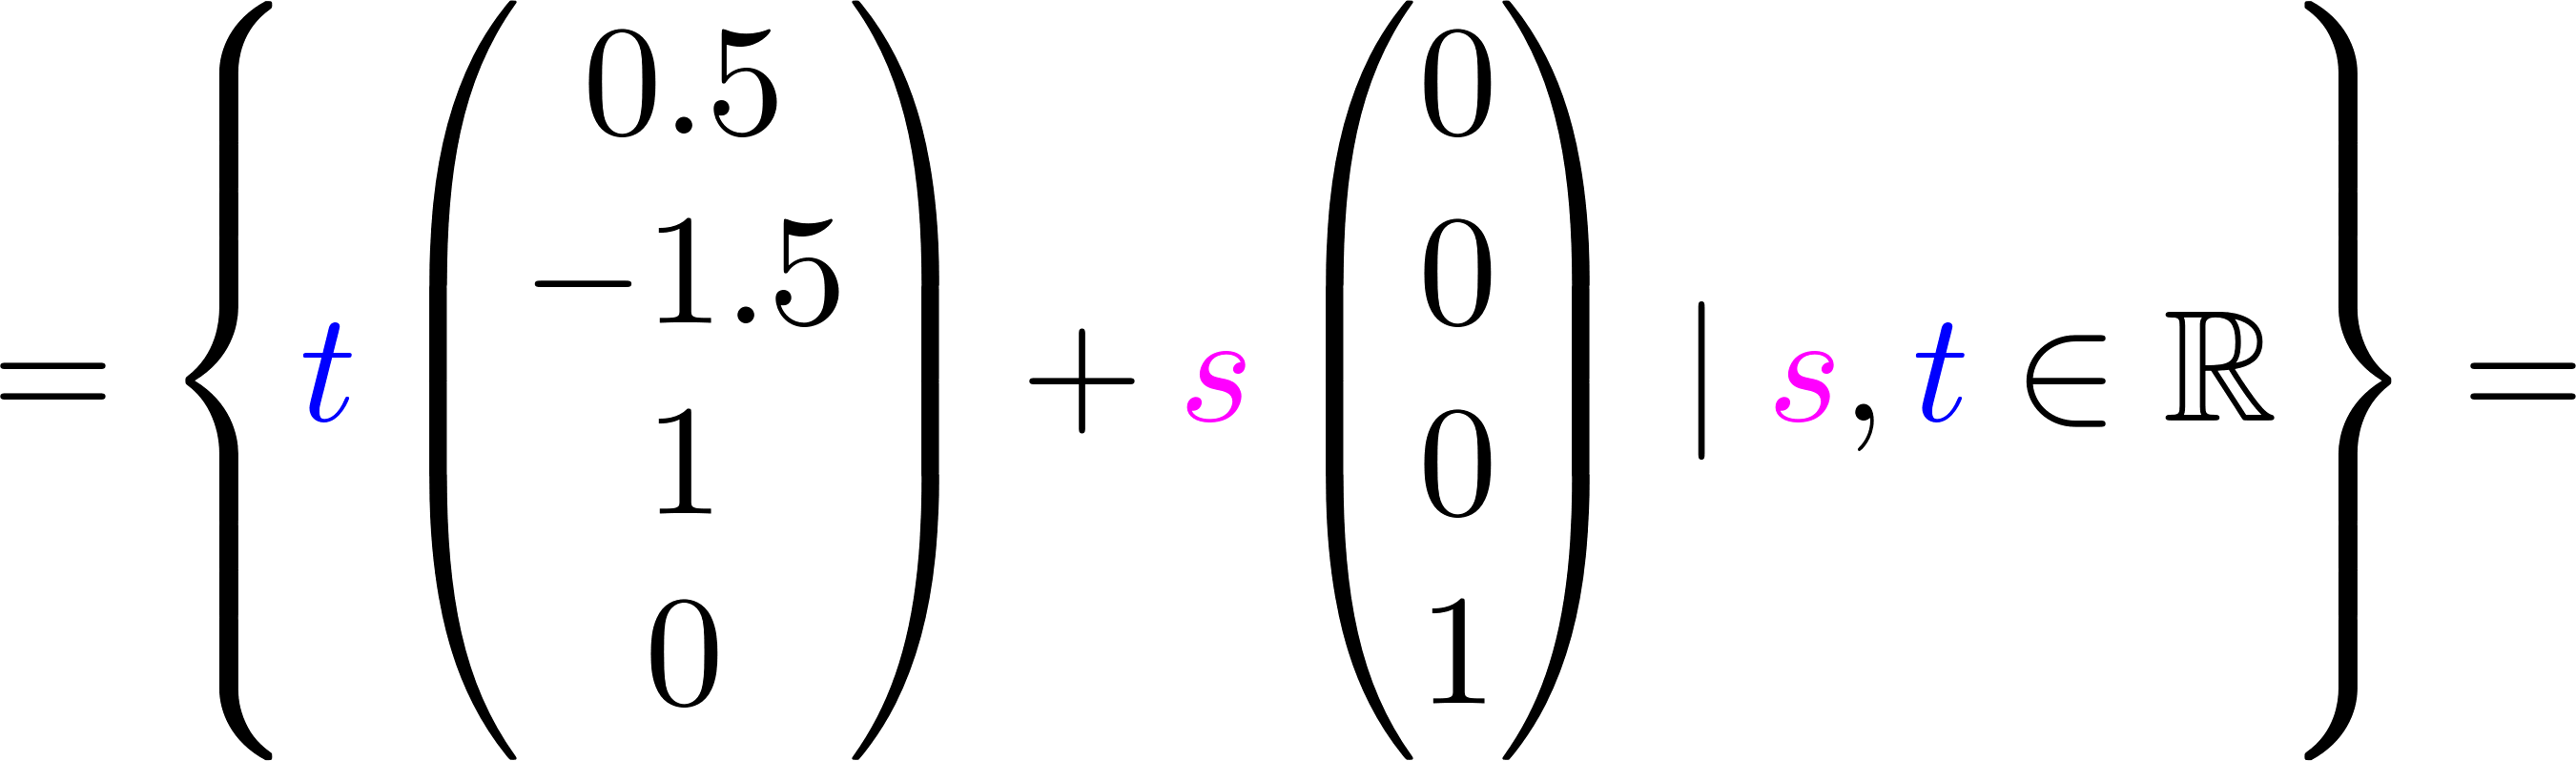 = { t ( 0.5 −1.5 1 0 ) + s ( 0 0 0 1 ) | s, t ∈ ℝ } =